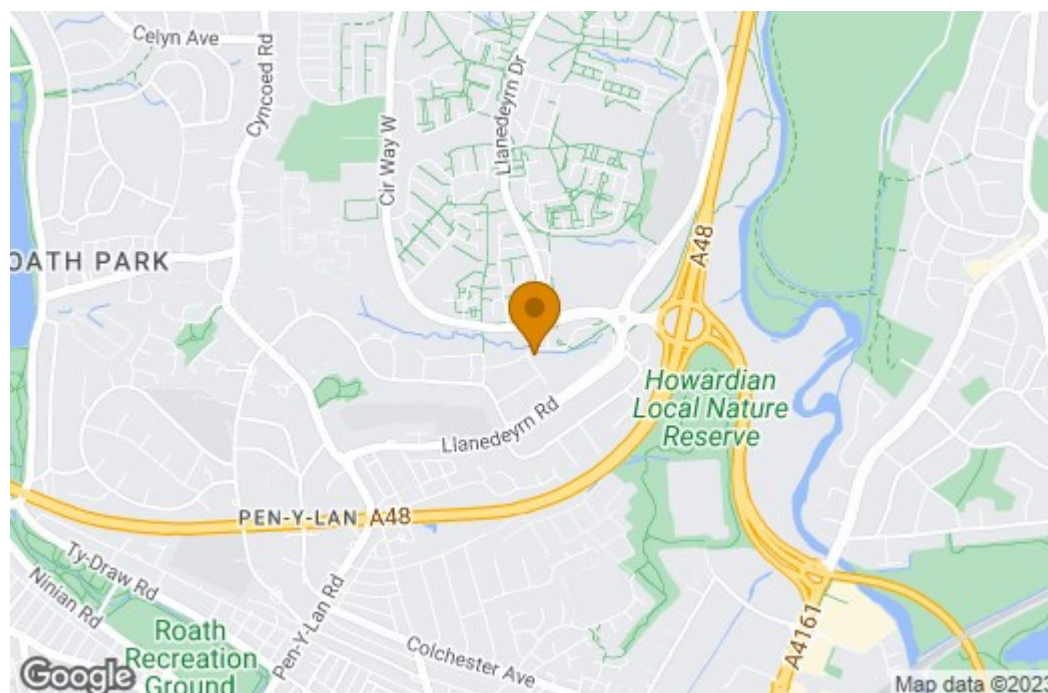 Celyn Ave
Cyncoed Rd
Cir Way W
Llanedeyrn Dr
A48
OATH PARK
Howardian
Local Nature
Reserve
Llanedeyrn Rd
PEN-Y-LAN
A48
Ty-Draw Rd
Ninian Rd
Pen-Y-Lan Rd
Colchester Ave
A4161
Roath
Recreation
Ground
Google
Map data ©2023